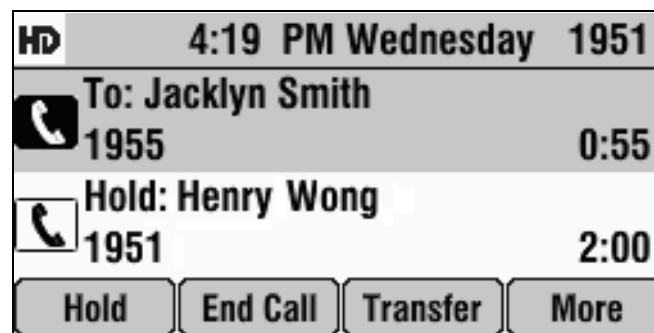 HD 4:19 PM Wednesday 1951
To: Jacklyn Smith
1955 0:55
Hold: Henry Wong
1951 2:00
Hold End Call Transfer More